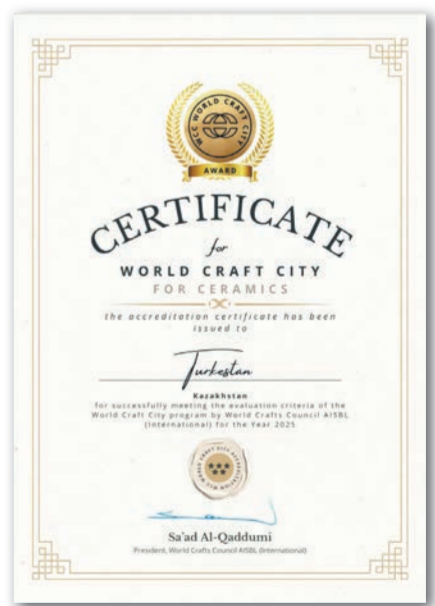 WCC WORLD CRAFT CITY
AWARD
CERTIFICATE
for
WORLD CRAFT CITY
FOR CERAMICS
the accreditation certificate has been
issued to
Turkestan
Kazakhstan
for successfully meeting the evaluation criteria of the
World Craft City program by World Crafts Council AISBL
(International) for the Year 2025
Sa'ad Al-Qaddumi
President, World Crafts Council AISBL (International)